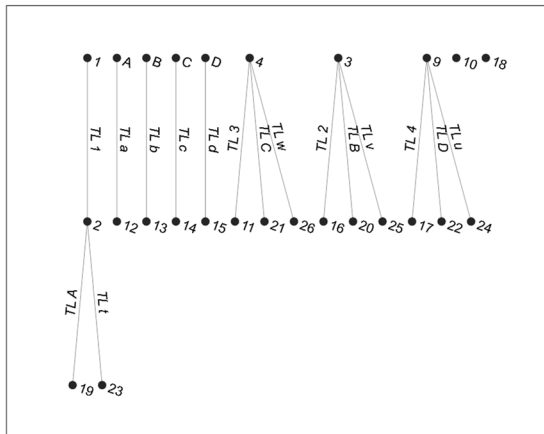 1 A B C D 4 3 9 10 18
TL 1 TL a TL b TL c TL d TL 3 TL C TL w TL 2 TL B TL v TL 4 TL D TL u
2 12 13 14 15 11 21 26 16 20 25 17 22 24
TL A TL t
19 23